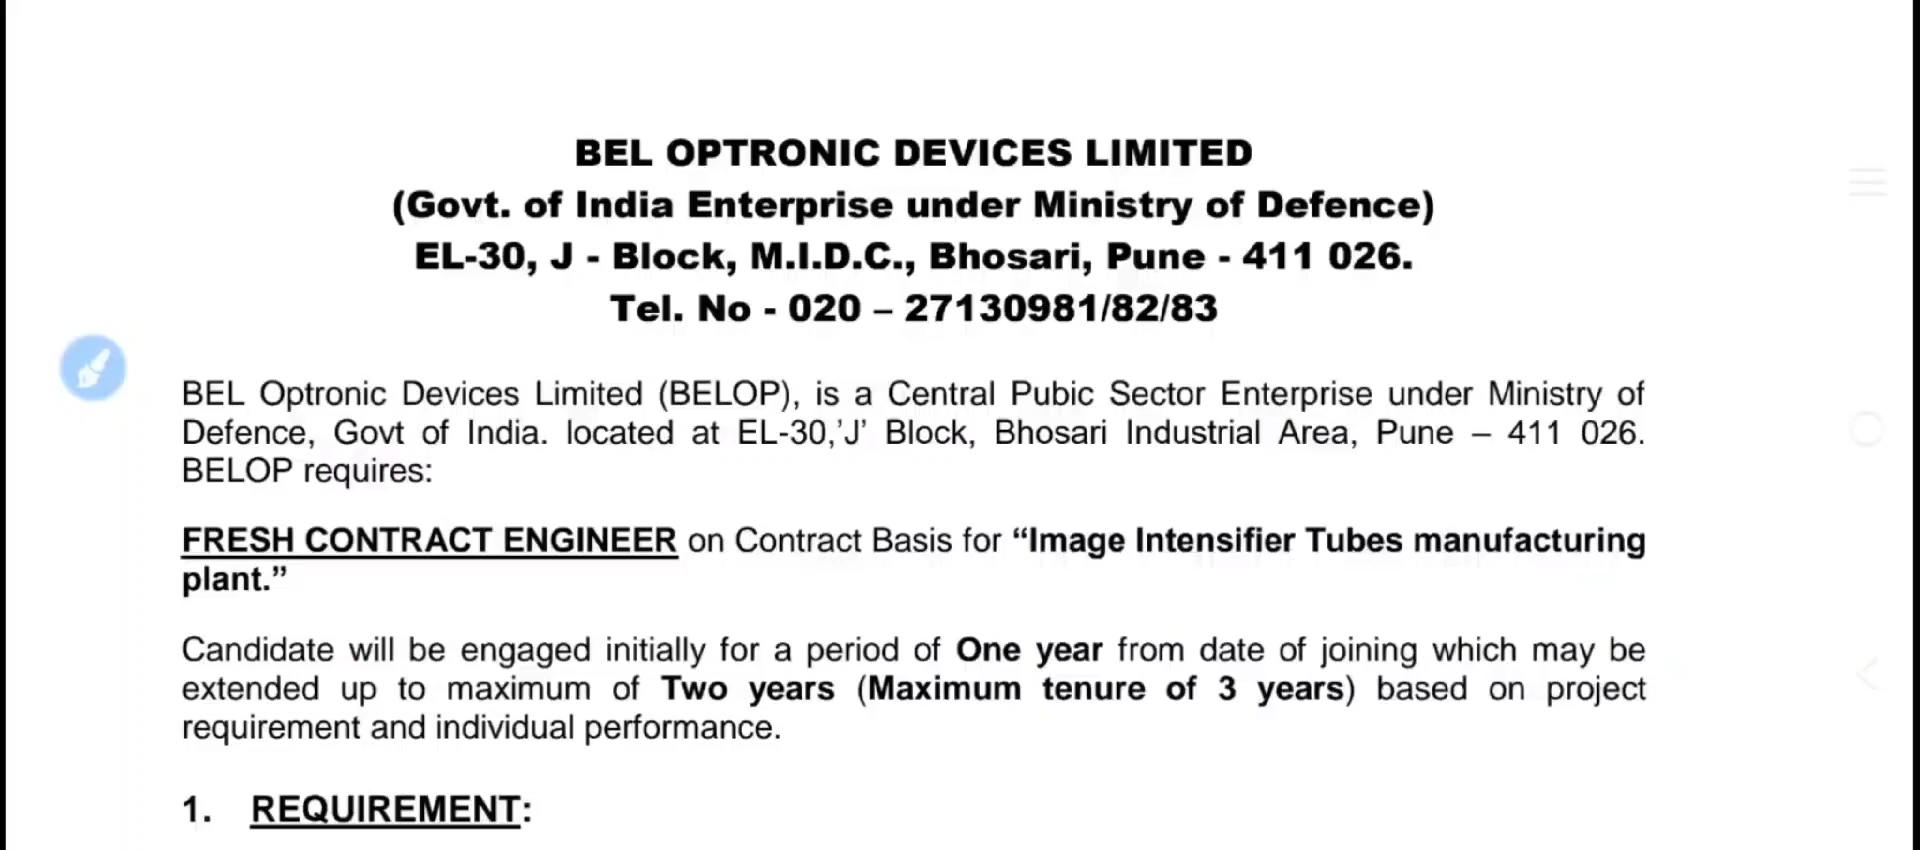 BEL OPTRONIC DEVICES LIMITED
(Govt. of India Enterprise under Ministry of Defence)
EL-30, J - Block, M.I.D.C., Bhosari, Pune - 411 026.
Tel. No - 020 – 27130981/82/83
BEL Optronic Devices Limited (BELOP), is a Central Pubic Sector Enterprise under Ministry of
Defence, Govt of India. located at EL-30,’J’ Block, Bhosari Industrial Area, Pune – 411 026.
BELOP requires:
FRESH CONTRACT ENGINEER on Contract Basis for “Image Intensifier Tubes manufacturing
plant.”
Candidate will be engaged initially for a period of One year from date of joining which may be
extended up to maximum of Two years (Maximum tenure of 3 years) based on project
requirement and individual performance.
1. REQUIREMENT: